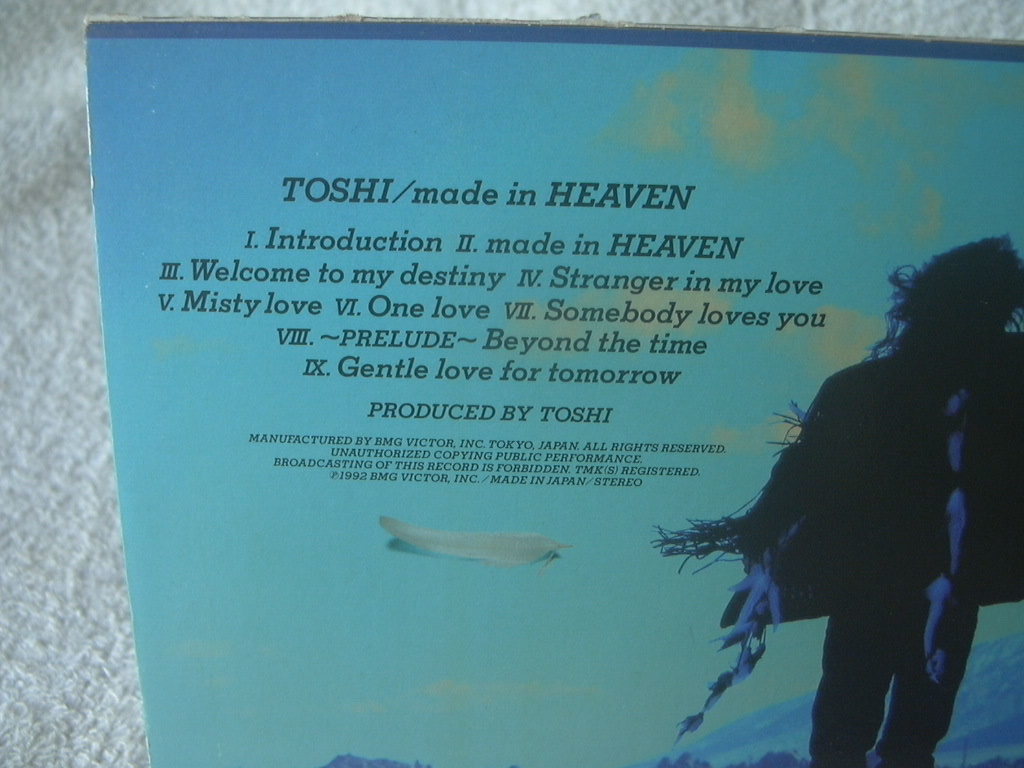 TOSHI/made in HEAVEN
I. Introduction II. made in HEAVEN
III. Welcome to my destiny IV. Stranger in my love
V. Misty love VI. One love VII. Somebody loves you
VIII. ~PRELUDE~ Beyond the time
IX. Gentle love for tomorrow
PRODUCED BY TOSHI
MANUFACTURED BY BMG VICTOR, INC. TOKYO, JAPAN. ALL RIGHTS RESERVED.
UNAUTHORIZED COPYING PUBLIC PERFORMANCE.
BROADCASTING OF THIS RECORD IS FORBIDDEN. TMK(S) REGISTERED.
℗1992 BMG VICTOR, INC./MADE IN JAPAN/STEREO